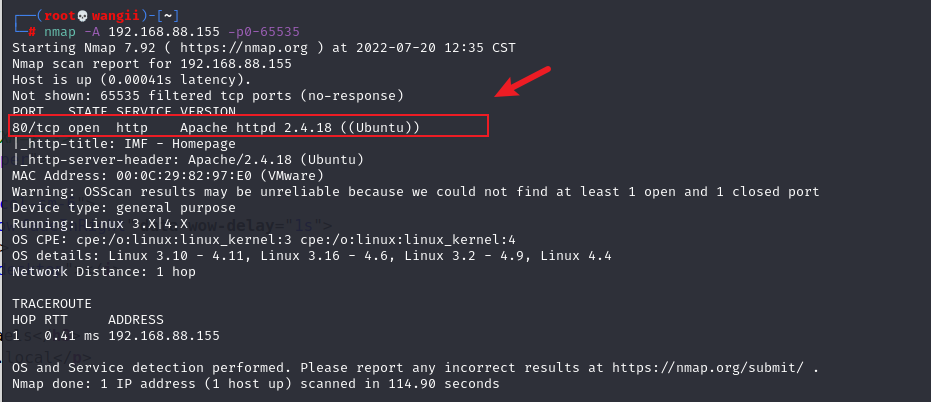 ┌──(root💀wangii)-[~]
└─# nmap -A 192.168.88.155 -p0-65535
Starting Nmap 7.92 ( https://nmap.org ) at 2022-07-20 12:35 CST
Nmap scan report for 192.168.88.155
Host is up (0.00041s latency).
Not shown: 65535 filtered tcp ports (no-response)
PORT   STATE SERVICE VERSION
80/tcp open  http    Apache httpd 2.4.18 ((Ubuntu))
|_http-title: IMF - Homepage
|_http-server-header: Apache/2.4.18 (Ubuntu)
MAC Address: 00:0C:29:82:97:E0 (VMware)
Warning: OSScan results may be unreliable because we could not find at least 1 open and 1 closed port
Device type: general purpose
Running: Linux 3.X|4.X
OS CPE: cpe:/o:linux:linux_kernel:3 cpe:/o:linux:linux_kernel:4
OS details: Linux 3.10 - 4.11, Linux 3.16 - 4.6, Linux 3.2 - 4.9, Linux 4.4
Network Distance: 1 hop

TRACEROUTE
HOP RTT     ADDRESS
1   0.41 ms 192.168.88.155

OS and Service detection performed. Please report any incorrect results at https://nmap.org/submit/ .
Nmap done: 1 IP address (1 host up) scanned in 114.90 seconds